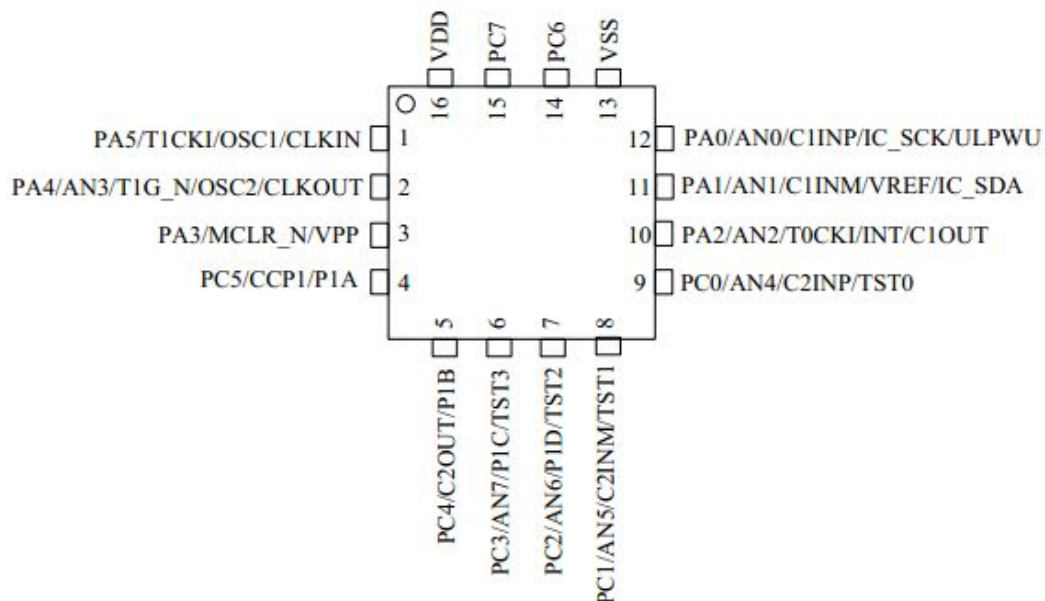 VDD
PC7
PC6
VSS
16
15
14
13
PA5/T1CKI/OSC1/CLKIN 1
12 PA0/AN0/C1INP/IC_SCK/ULPWU
PA4/AN3/T1G_N/OSC2/CLKOUT 2
11 PA1/AN1/C1INM/VREF/IC_SDA
PA3/MCLR_N/VPP 3
10 PA2/AN2/T0CKI/INT/C1OUT
PC5/CCP1/P1A 4
9 PC0/AN4/C2INP/TST0
5
6
7
8
PC4/C2OUT/P1B
PC3/AN7/P1C/TST3
PC2/AN6/P1D/TST2
PC1/AN5/C2INM/TST1